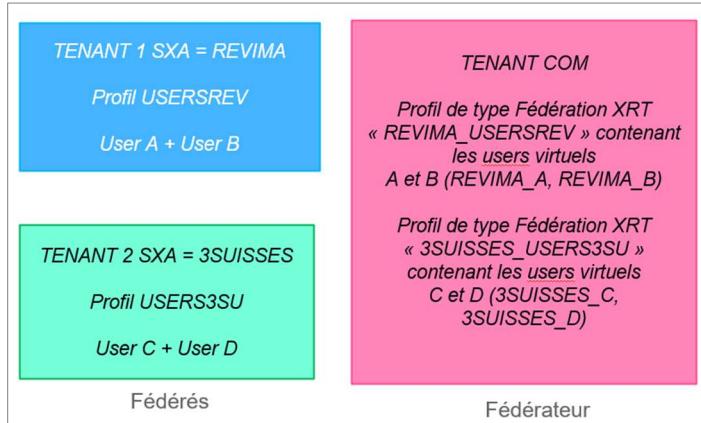 TENANT 1 SXA = REVIMA
Profil USERSREV
User A + User B
TENANT 2 SXA = 3SUISSES
Profil USERS3SU
User C + User D
Fédérés
TENANT COM
Profil de type Fédération XRT
« REVIMA_USERSREV » contenant
les users virtuels
A et B (REVIMA_A, REVIMA_B)
Profil de type Fédération XRT
« 3SUISSES_USERS3SU »
contenant les users virtuels
C et D (3SUISSES_C,
3SUISSES_D)
Fédérateur